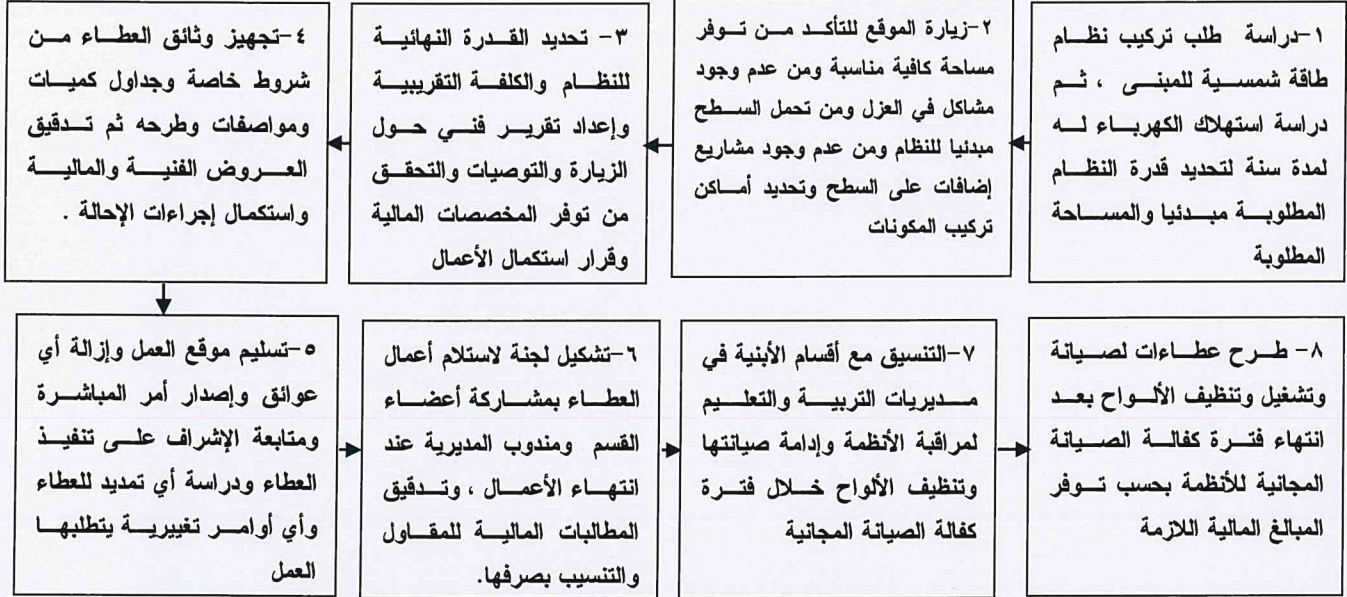 ١-دراسة طلب تركيب نظام
طاقة شمسية للمبنى ، ثم
دراسة استهلاك الكهرباء له
لمدة سنة لتحديد قدرة النظام
المطلوبة مبدئيا والمساحة
المطلوبة
٢-زيارة الموقع للتأكد من توفر
مساحة كافية مناسبة ومن عدم وجود
مشاكل في العزل ومن تحمل السطح
مبدئيا للنظام ومن عدم وجود مشاريع
إضافات على السطح وتحديد أماكن
تركيب المكونات
٣- تحديد القدرة النهائية
للنظام والكلفة التقريبية
وإعداد تقرير فني حول
الزيارة والتوصيات والتحقق
من توفر المخصصات المالية
وقرار استكمال الأعمال
٤-تجهيز وثائق العطاء من
شروط خاصة وجداول كميات
ومواصفات وطرحه ثم تدقيق
العروض الفنية والمالية
واستكمال إجراءات الإحالة .
٥-تسليم موقع العمل وإزالة أي
عوائق وإصدار أمر المباشرة
ومتابعة الإشراف على تنفيذ
العطاء ودراسة أي تمديد للعطاء
وأي أوامر تغييرية يتطلبها
العمل
٦-تشكيل لجنة لاستلام أعمال
العطاء بمشاركة أعضاء
القسم ومندوب المديرية عند
انتهاء الأعمال ، وتدقيق
المطالبات المالية للمقاول
والتنسيب بصرفها.
٧-التنسيق مع أقسام الأبنية في
مديريات التربية والتعليم
لمراقبة الأنظمة وإدامة صيانتها
وتنظيف الألواح خلال فترة
كفالة الصيانة المجانية
٨- طرح عطاءات لصيانة
وتشغيل وتنظيف الألواح بعد
انتهاء فترة كفالة الصيانة
المجانية للأنظمة بحسب توفر
المبالغ المالية اللازمة